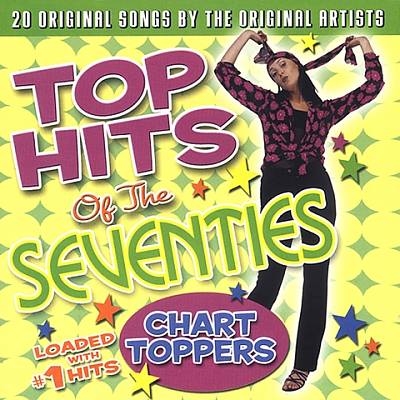 20 ORIGINAL SONGS BY THE ORIGINAL ARTISTS
TOP
HITS
Of The
SEVENTIES
CHART
TOPPERS
LOADED
WITH
#1 HITS